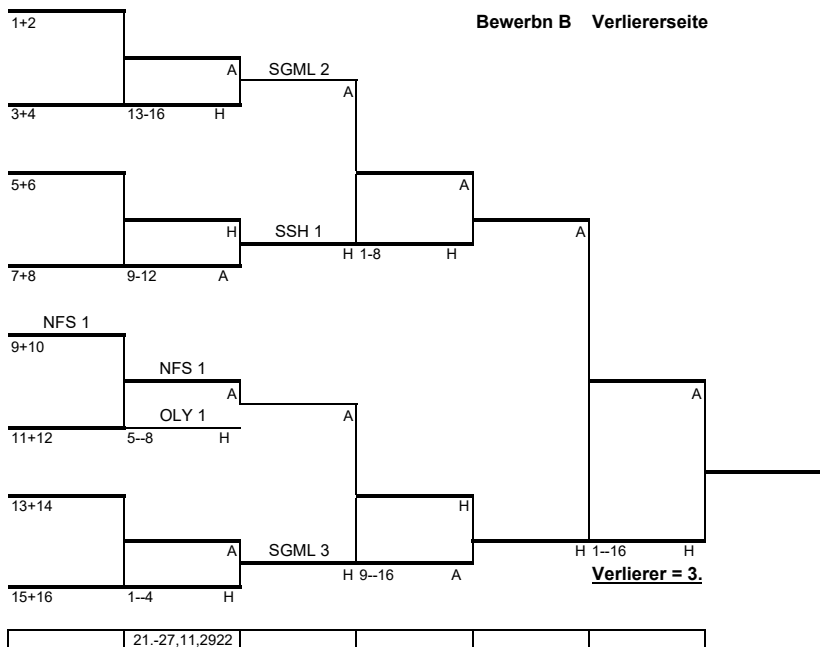 1+2 Bewerbn B Verliererseite
A SGML 2
A
3+4 13-16 H
5+6 A
H SSH 1 A
H 1-8 H
7+8 9-12 A
NFS 1
9+10
NFS 1
A A
OLY 1
A
11+12 5--8 H
13+14 H
A SGML 3
H 1--16 H
H 9--16 A
Verlierer = 3.
15+16 1--4 H
21.-27,11,2922